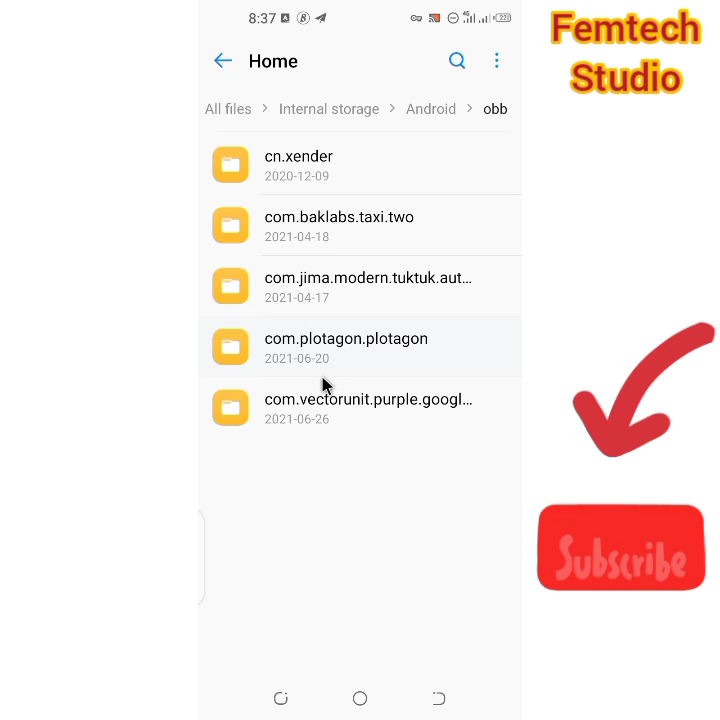 8:37
22
Home
All files > Internal storage > Android > obb
cn.xender
2020-12-09
com.baklabs.taxi.two
2021-04-18
com.jima.modern.tuktuk.aut...
2021-04-17
com.plotagon.plotagon
2021-06-20
com.vectorunit.purple.googl...
2021-06-26
Femtech
Studio
Subscribe